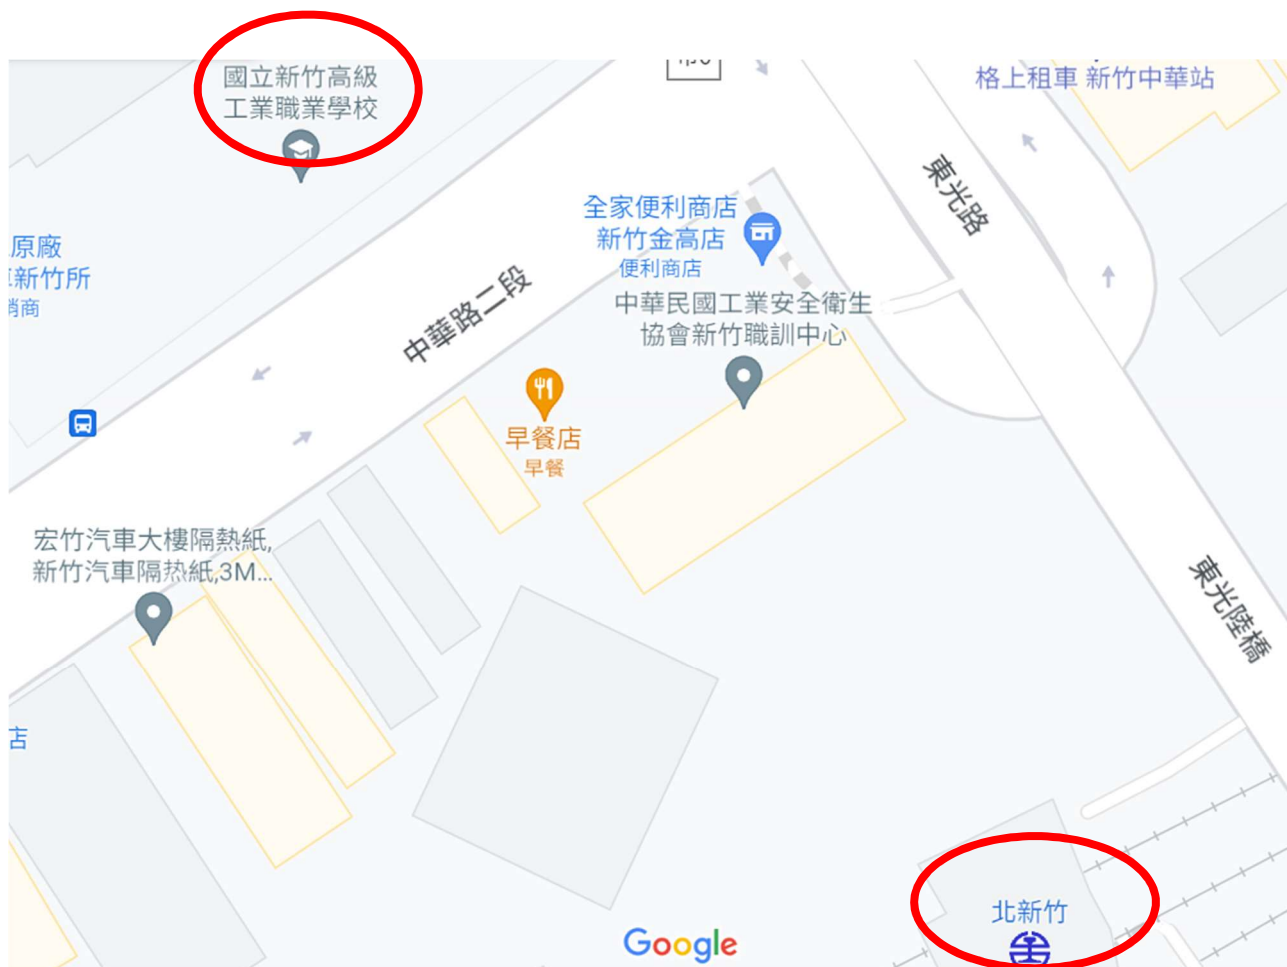 國立新竹高級
工業職業學校
格上租車 新竹中華站
東光路
全家便利商店
新竹金高店
便利商店
原廠
新竹所
銷商
中華路二段
中華民國工業安全衛生
協會新竹職訓中心
早餐店
早餐
宏竹汽車大樓隔熱紙,
新竹汽車隔热紙,3M...
東光陸橋
店
北新竹
Google